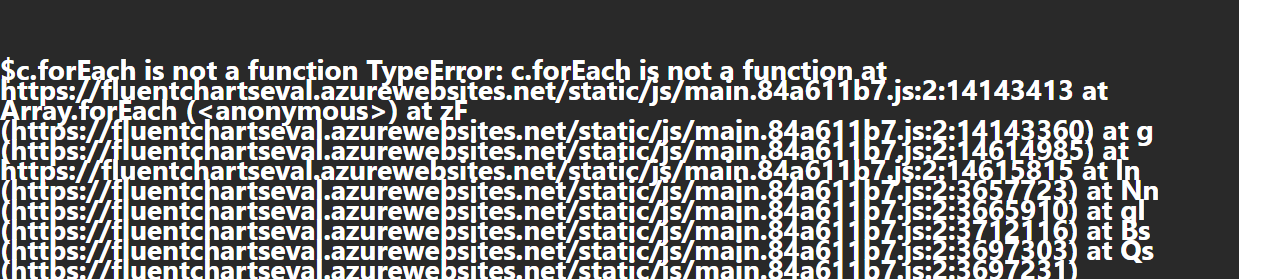 $c.forEach is not a function TypeError: c.forEach is not a function at
https://fluentchartseval.azurewebsites.net/static/js/main.84a611b7.js:2:14143413 at
Array.forEach (<anonymous>) at zF
(https://fluentchartseval.azurewebsites.net/static/js/main.84a611b7.js:2:14143360) at g
(https://fluentchartseval.azurewebsites.net/static/js/main.84a611b7.js:2:14614985) at
https://fluentchartseval.azurewebsites.net/static/js/main.84a611b7.js:2:14615815 at In
(https://fluentchartseval.azurewebsites.net/static/js/main.84a611b7.js:2:3657723) at Nn
(https://fluentchartseval.azurewebsites.net/static/js/main.84a611b7.js:2:3665910) at gl
(https://fluentchartseval.azurewebsites.net/static/js/main.84a611b7.js:2:3712116) at Bs
(https://fluentchartseval.azurewebsites.net/static/js/main.84a611b7.js:2:3697303) at Qs
(https://fluentchartseval.azurewebsites.net/static/js/main.84a611b7.js:2:3697231)